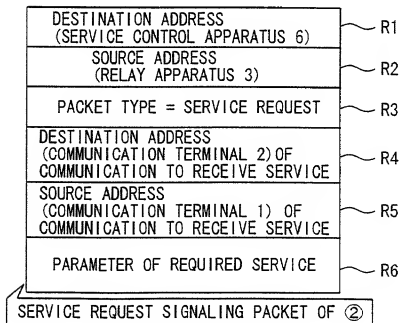 DESTINATION ADDRESS
(SERVICE CONTROL APPARATUS 6)
R1
SOURCE ADDRESS
(RELAY APPARATUS 3)
R2
PACKET TYPE = SERVICE REQUEST
R3
DESTINATION ADDRESS
(COMMUNICATION TERMINAL 2) OF
COMMUNICATION TO RECEIVE SERVICE
R4
SOURCE ADDRESS
(COMMUNICATION TERMINAL 1) OF
COMMUNICATION TO RECEIVE SERVICE
R5
PARAMETER OF REQUIRED SERVICE
R6
SERVICE REQUEST SIGNALING PACKET OF ②